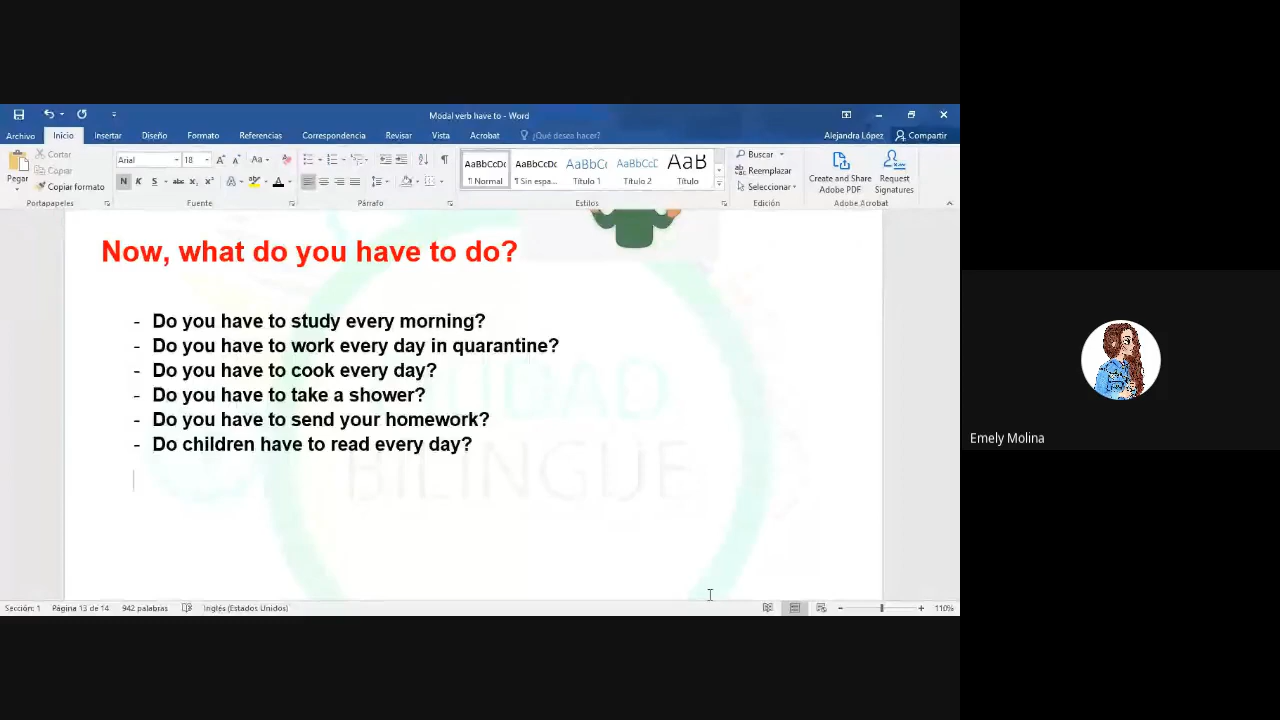 Modal verb have to - Word
Archivo Inicio Insertar Diseño Formato Referencias Correspondencia Revisar Vista Acrobat ¿Qué desea hacer? Alejandra López Compartir
Pegar
Cortar
Copiar
Copiar formato
Arial 18
Aa
N K S abc x₂ x² A A
AaBbCcDc AaBbCcDc AaBbCc AaBbCcD AaB
¶ Normal ¶ Sin espa... Título 1 Título 2 Título
Buscar
Reemplazar
Seleccionar
Create and Share Adobe PDF
Request Signatures
Portapapeles Fuente Párrafo Estilos Edición Adobe Acrobat
Now, what do you have to do?
- Do you have to study every morning?
- Do you have to work every day in quarantine?
- Do you have to cook every day?
- Do you have to take a shower?
- Do you have to send your homework?
- Do children have to read every day?
BILINGUE
Emely Molina
Sección: 1 Página 13 de 14 942 palabras Inglés (Estados Unidos) 110%